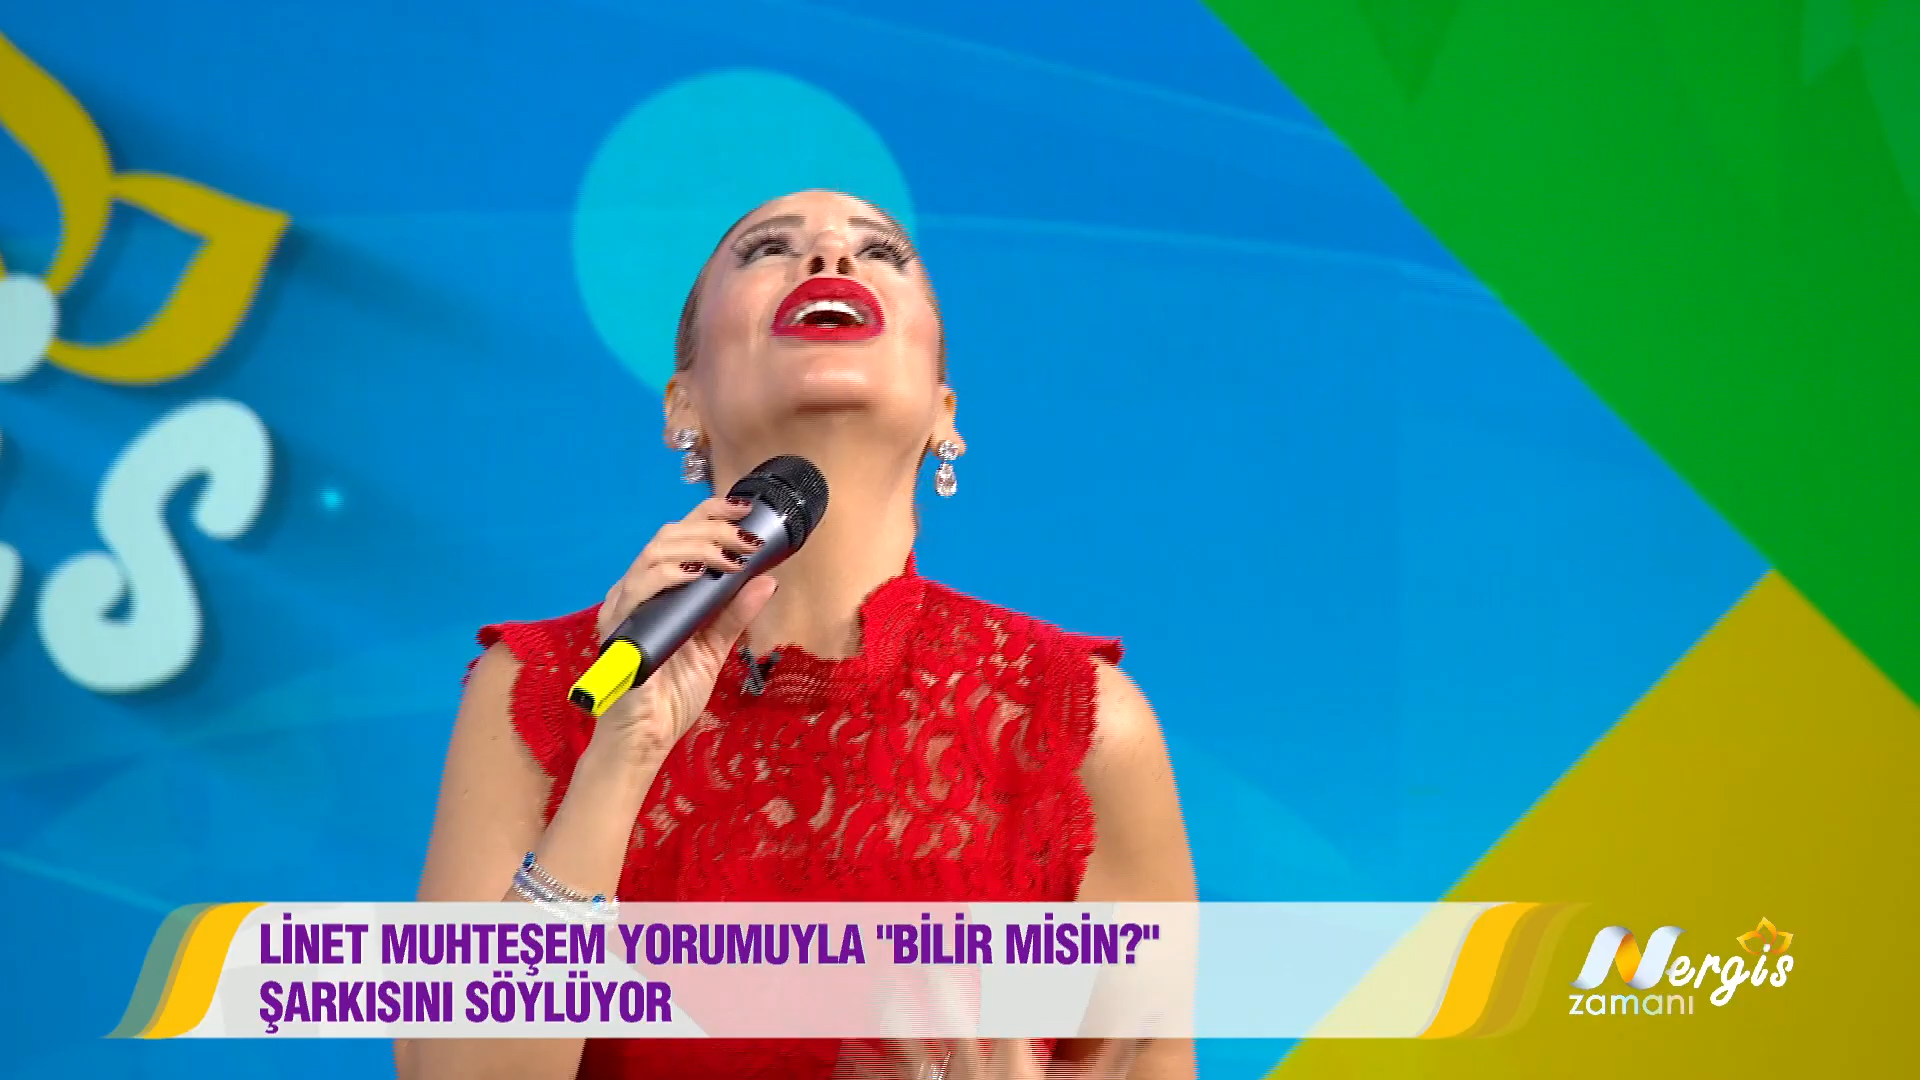 S
LİNET MUHTEŞEM YORUMUYLA "BİLİR MİSİN?"
ŞARKISINI SÖYLÜYOR
Nergis
zamanı